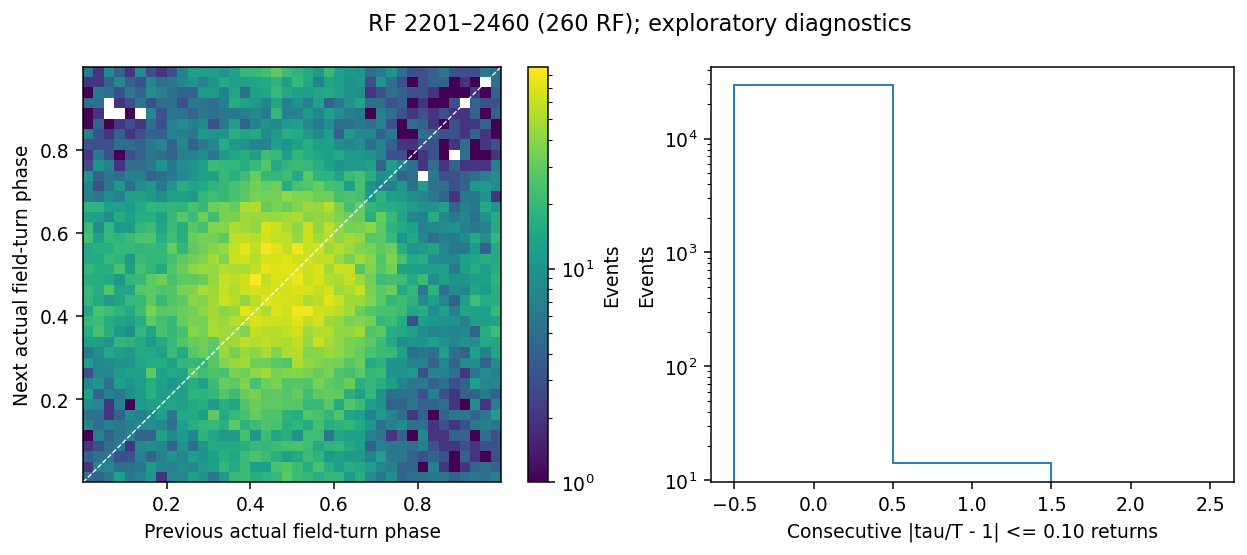 RF 2201–2460 (260 RF); exploratory diagnostics
Next actual field-turn phase
0.8
0.6
0.4
0.2
0.2 0.4 0.6 0.8
Previous actual field-turn phase
10¹
10⁰
Events
Events
10⁴
10³
10²
10¹
−0.5 0.0 0.5 1.0 1.5 2.0 2.5
Consecutive |tau/T - 1| <= 0.10 returns